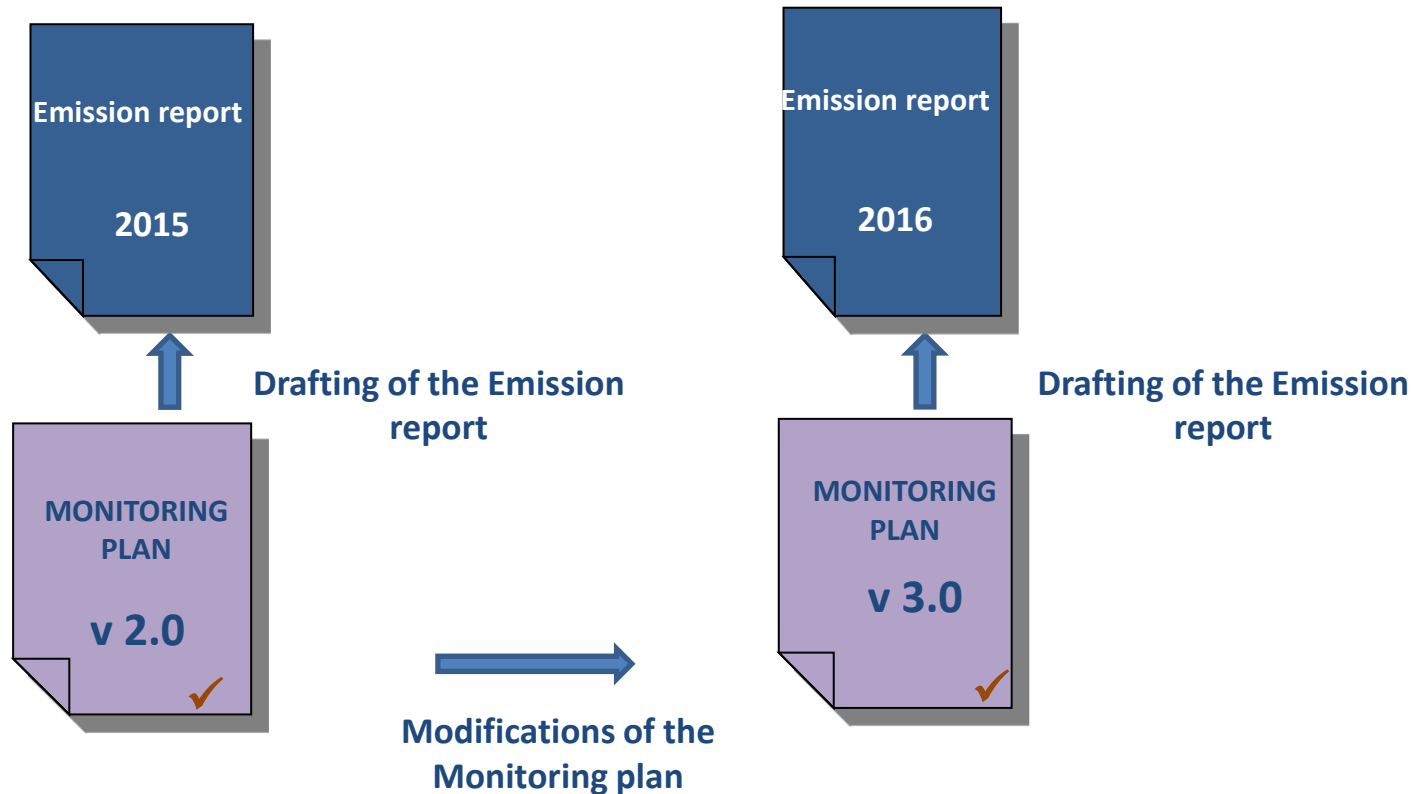 Emission report
2015
Emission report
2016
Drafting of the Emission
report
Drafting of the Emission
report
MONITORING
PLAN
v 2.0
MONITORING
PLAN
v 3.0
Modifications of the
Monitoring plan